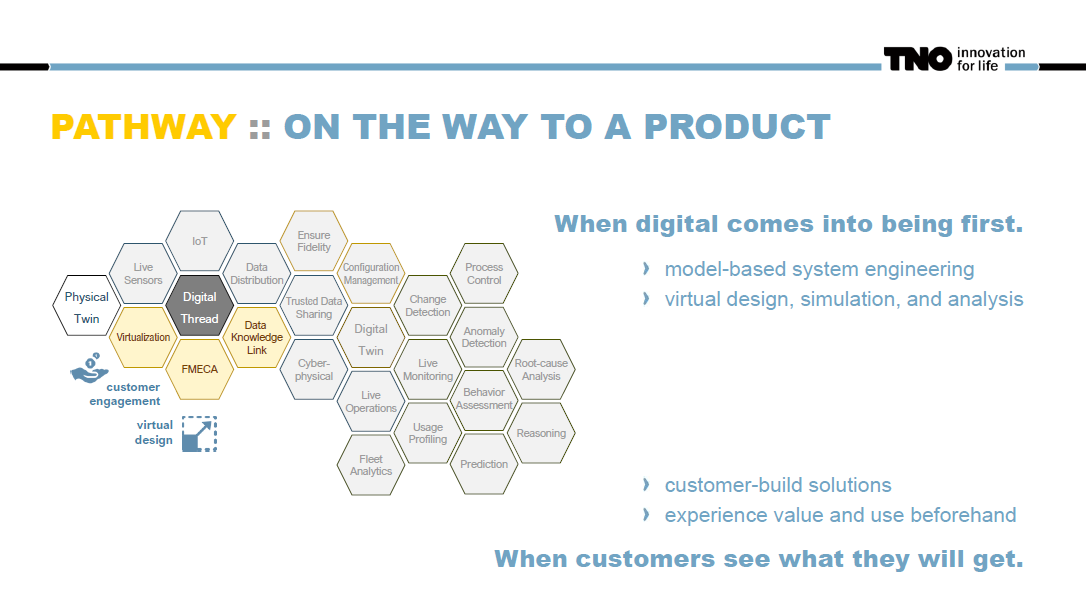 TNO innovation
for life
PATHWAY :: ON THE WAY TO A PRODUCT
When digital comes into being first.
› model-based system engineering
› virtual design, simulation, and analysis
Physical
Twin
Live
Sensors
Virtualization
IoT
Digital
Thread
FMECA
Data
Distribution
Data
Knowledge
Link
Ensure
Fidelity
Trusted Data
Sharing
Cyber-
physical
Configuration
Management
Digital
Twin
Live
Operations
Fleet
Analytics
Change
Detection
Live
Monitoring
Usage
Profiling
Process
Control
Anomaly
Detection
Behavior
Assessment
Prediction
Root-cause
Analysis
Reasoning
customer
engagement
virtual
design
› customer-build solutions
› experience value and use beforehand
When customers see what they will get.